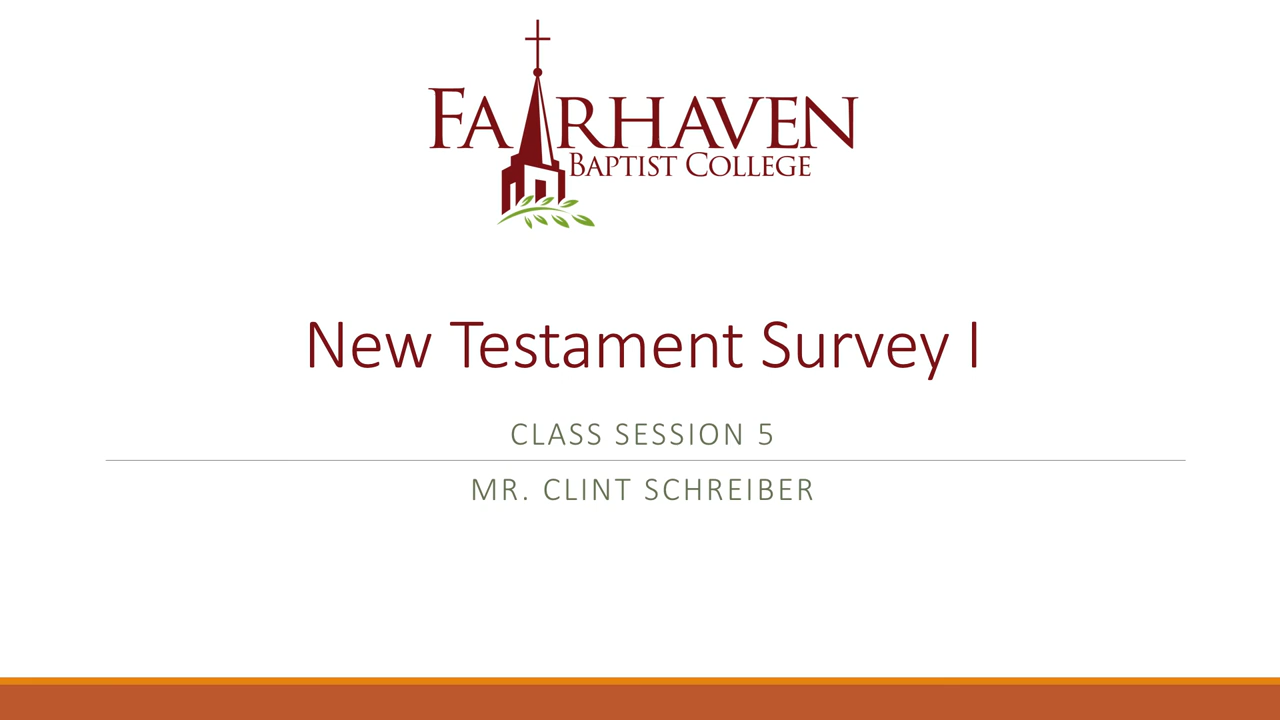 FAIRHAVEN
BAPTIST COLLEGE
New Testament Survey I
CLASS SESSION 5
MR. CLINT SCHREIBER